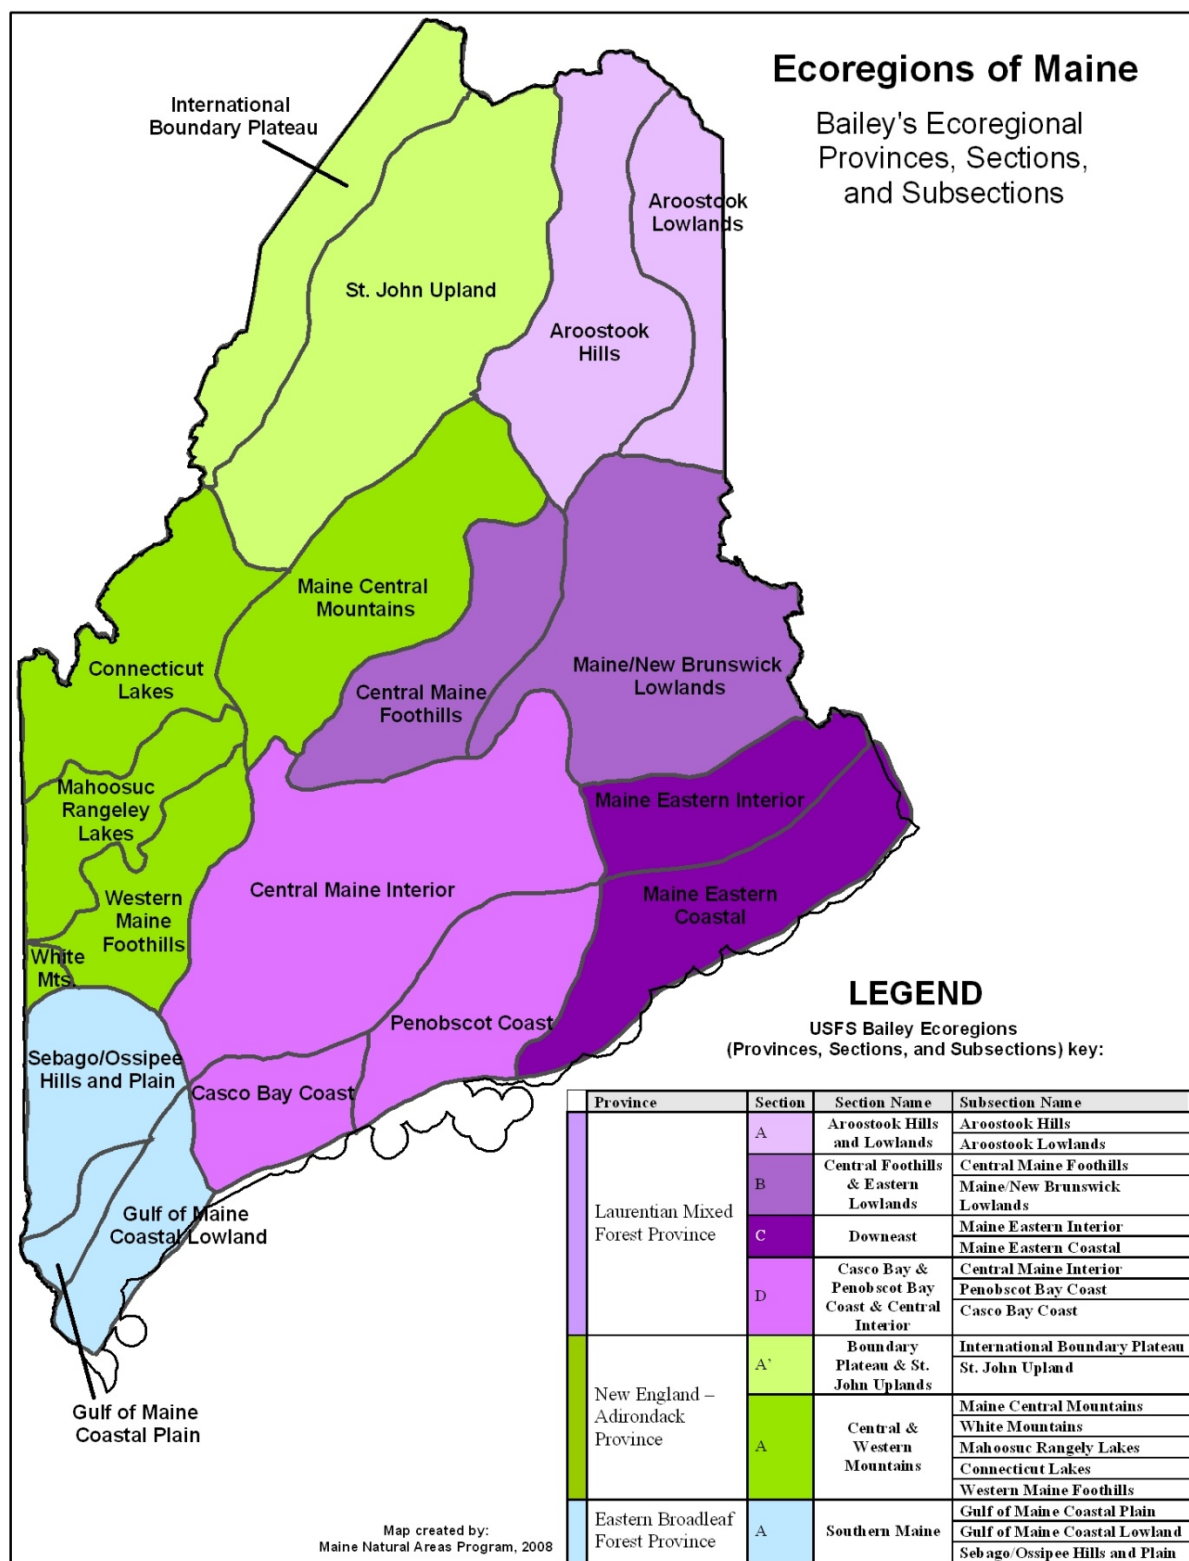 Ecoregions of Maine
Bailey's Ecoregional
Provinces, Sections,
and Subsections
International
Boundary Plateau
St. John Upland
Aroostook
Lowlands
Aroostook
Hills
Maine Central
Mountains
Connecticut
Lakes
Central Maine
Foothills
Maine/New Brunswick
Lowlands
Mahoosuc
Rangeley
Lakes
Maine Eastern Interior
Western
Maine
Foothills
Central Maine Interior
Maine Eastern
Coastal
White
Mts.
Penobscot Coast
Sebago/Ossipee
Hills and Plain
Casco Bay Coast
Gulf of Maine
Coastal Lowland
Gulf of Maine
Coastal Plain
Map created by:
Maine Natural Areas Program, 2008
LEGEND
USFS Bailey Ecoregions
(Provinces, Sections, and Subsections) key:
Province Section Section Name Subsection Name
Laurentian Mixed
Forest Province
A
Aroostook Hills
and Lowlands
Aroostook Hills
Aroostook Lowlands
B
Central Foothills
& Eastern
Lowlands
Central Maine Foothills
Maine/New Brunswick
Lowlands
C
Downeast
Maine Eastern Interior
Maine Eastern Coastal
D
Casco Bay &
Penobscot Bay
Coast & Central
Interior
Central Maine Interior
Penobscot Bay Coast
Casco Bay Coast
New England –
Adirondack
Province
A'
Boundary
Plateau & St.
John Uplands
International Boundary Plateau
St. John Upland
A
Central &
Western
Mountains
Maine Central Mountains
White Mountains
Mahoosuc Rangely Lakes
Connecticut Lakes
Western Maine Foothills
Eastern Broadleaf
Forest Province
A
Southern Maine
Gulf of Maine Coastal Plain
Gulf of Maine Coastal Lowland
Sebago/Ossipee Hills and Plain